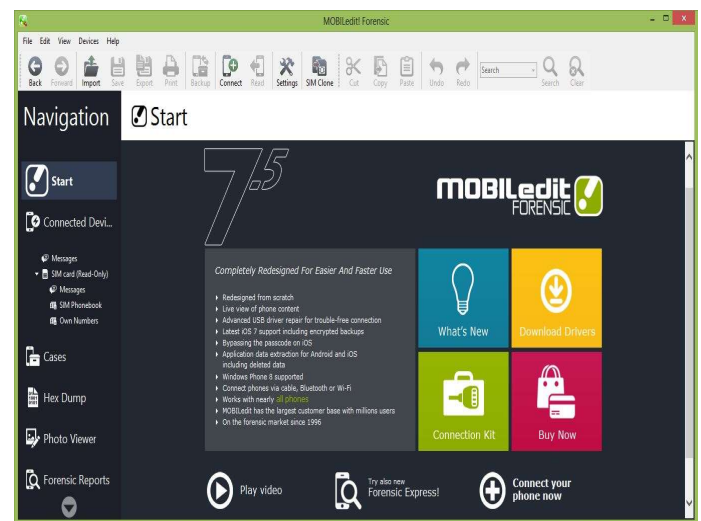 MOBILedit! Forensic
File Edit View Devices Help
Back Forward Import Save Export Print Backup Connect Read Settings SIM Clone Cut Copy Paste Undo Redo Search Search Clear
Navigation
Start
Start
Connected Devi...
Messages
SIM card (Read-Only)
Messages
SIM Phonebook
Own Numbers
Cases
Hex Dump
Photo Viewer
Forensic Reports
7.5
MOBILedit!
FORENSIC
Completely Redesigned For Easier And Faster Use
Redesigned from scratch
Live view of phone content
Advanced USB driver repair for trouble-free connection
Latest iOS 7 support including encrypted backups
Bypassing the passcode on iOS
Application data extraction for Android and iOS
including deleted data
Windows Phone 8 supported
Connect phones via cable, Bluetooth or Wi-Fi
Works with nearly all phones
MOBILedit has the largest customer base with millions users
On the forensic market since 1996
What's New
Download Drivers
Connection Kit
Buy Now
Play video
Try also new
Forensic Express!
Connect your
phone now